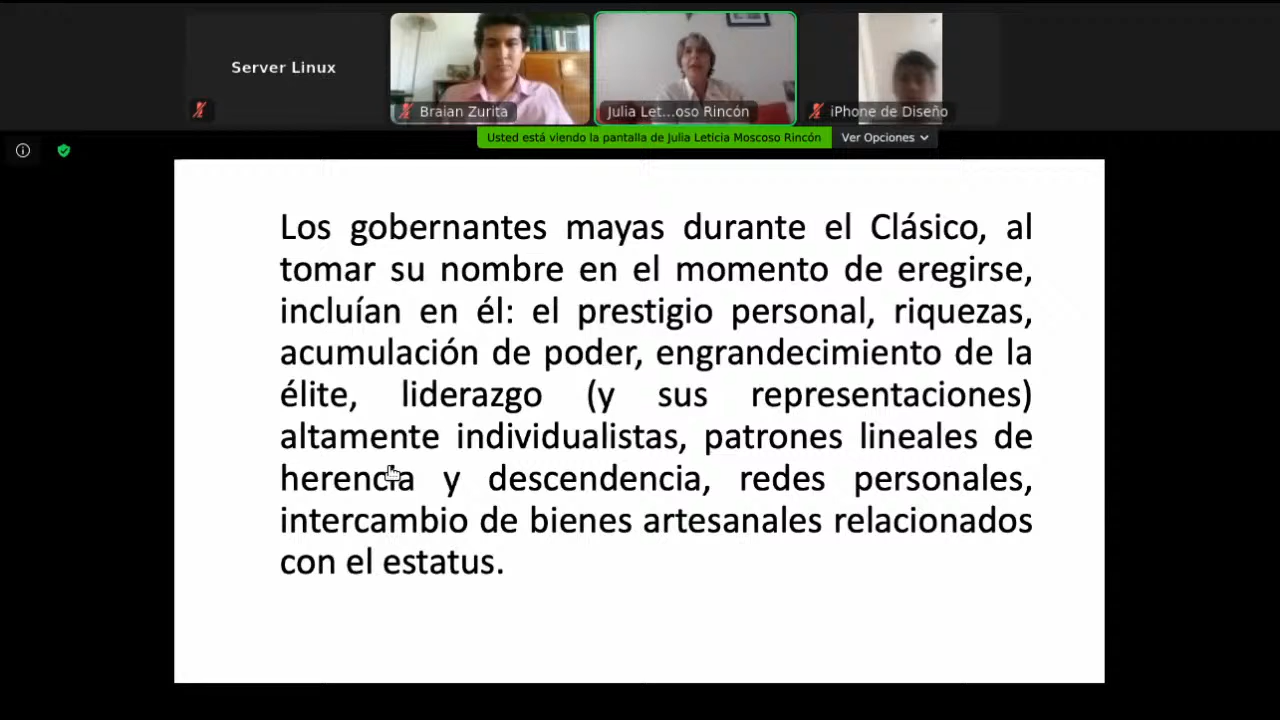 Server Linux
Braian Zurita
Julia Let...oso Rincón
iPhone de Diseño
Usted está viendo la pantalla de Julia Leticia Moscoso Rincón
Ver Opciones
Los gobernantes mayas durante el Clásico, al
tomar su nombre en el momento de eregirse,
incluían en él: el prestigio personal, riquezas,
acumulación de poder, engrandecimiento de la
élite, liderazgo (y sus representaciones)
altamente individualistas, patrones lineales de
herencia y descendencia, redes personales,
intercambio de bienes artesanales relacionados
con el estatus.